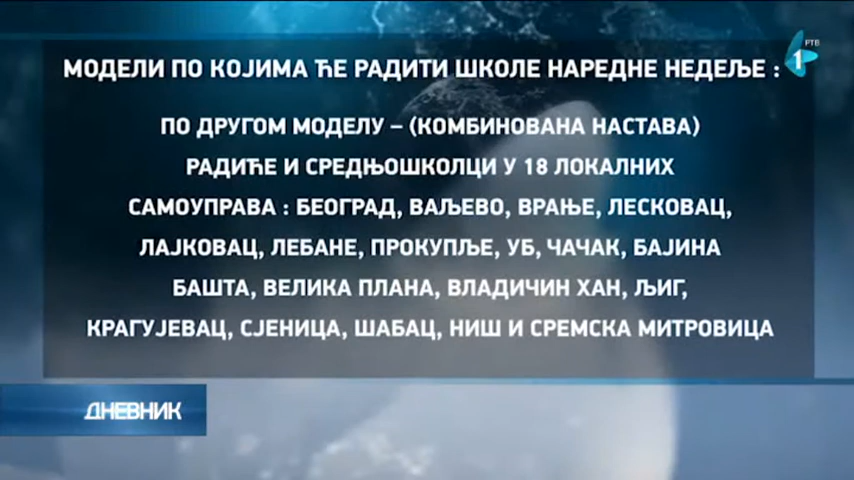 РТВ
1
МОДЕЛИ ПО КОЈИМА ЋЕ РАДИТИ ШКОЛЕ НАРЕДНЕ НЕДЕЉЕ :
ПО ДРУГОМ МОДЕЛУ – (КОМБИНОВАНА НАСТАВА)
РАДИЋЕ И СРЕДЊОШКОЛЦИ У 18 ЛОКАЛНИХ
САМОУПРАВА : БЕОГРАД, ВАЉЕВО, ВРАЊЕ, ЛЕСКОВАЦ,
ЛАЈКОВАЦ, ЛЕБАНЕ, ПРОКУПЉЕ, УБ, ЧАЧАК, БАЈИНА
БАШТА, ВЕЛИКА ПЛАНА, ВЛАДИЧИН ХАН, ЉИГ,
КРАГУЈЕВАЦ, СЈЕНИЦА, ШАБАЦ, НИШ И СРЕМСКА МИТРОВИЦА
ДНЕВНИК